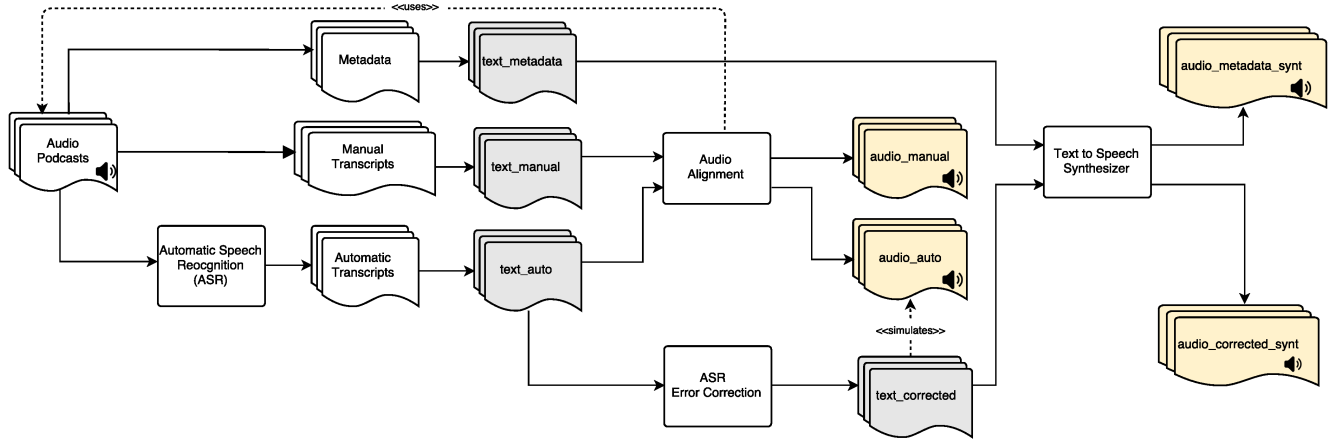 <<uses>>
Metadata
text_metadata
audio_metadata_synt
Audio
Podcasts
Manual
Transcripts
text_manual
Audio
Alignment
audio_manual
Text to Speech
Synthesizer
Automatic Speech
Reocgnition
(ASR)
Automatic
Transcripts
text_auto
audio_auto
<<simulates>>
audio_corrected_synt
ASR
Error Correction
text_corrected